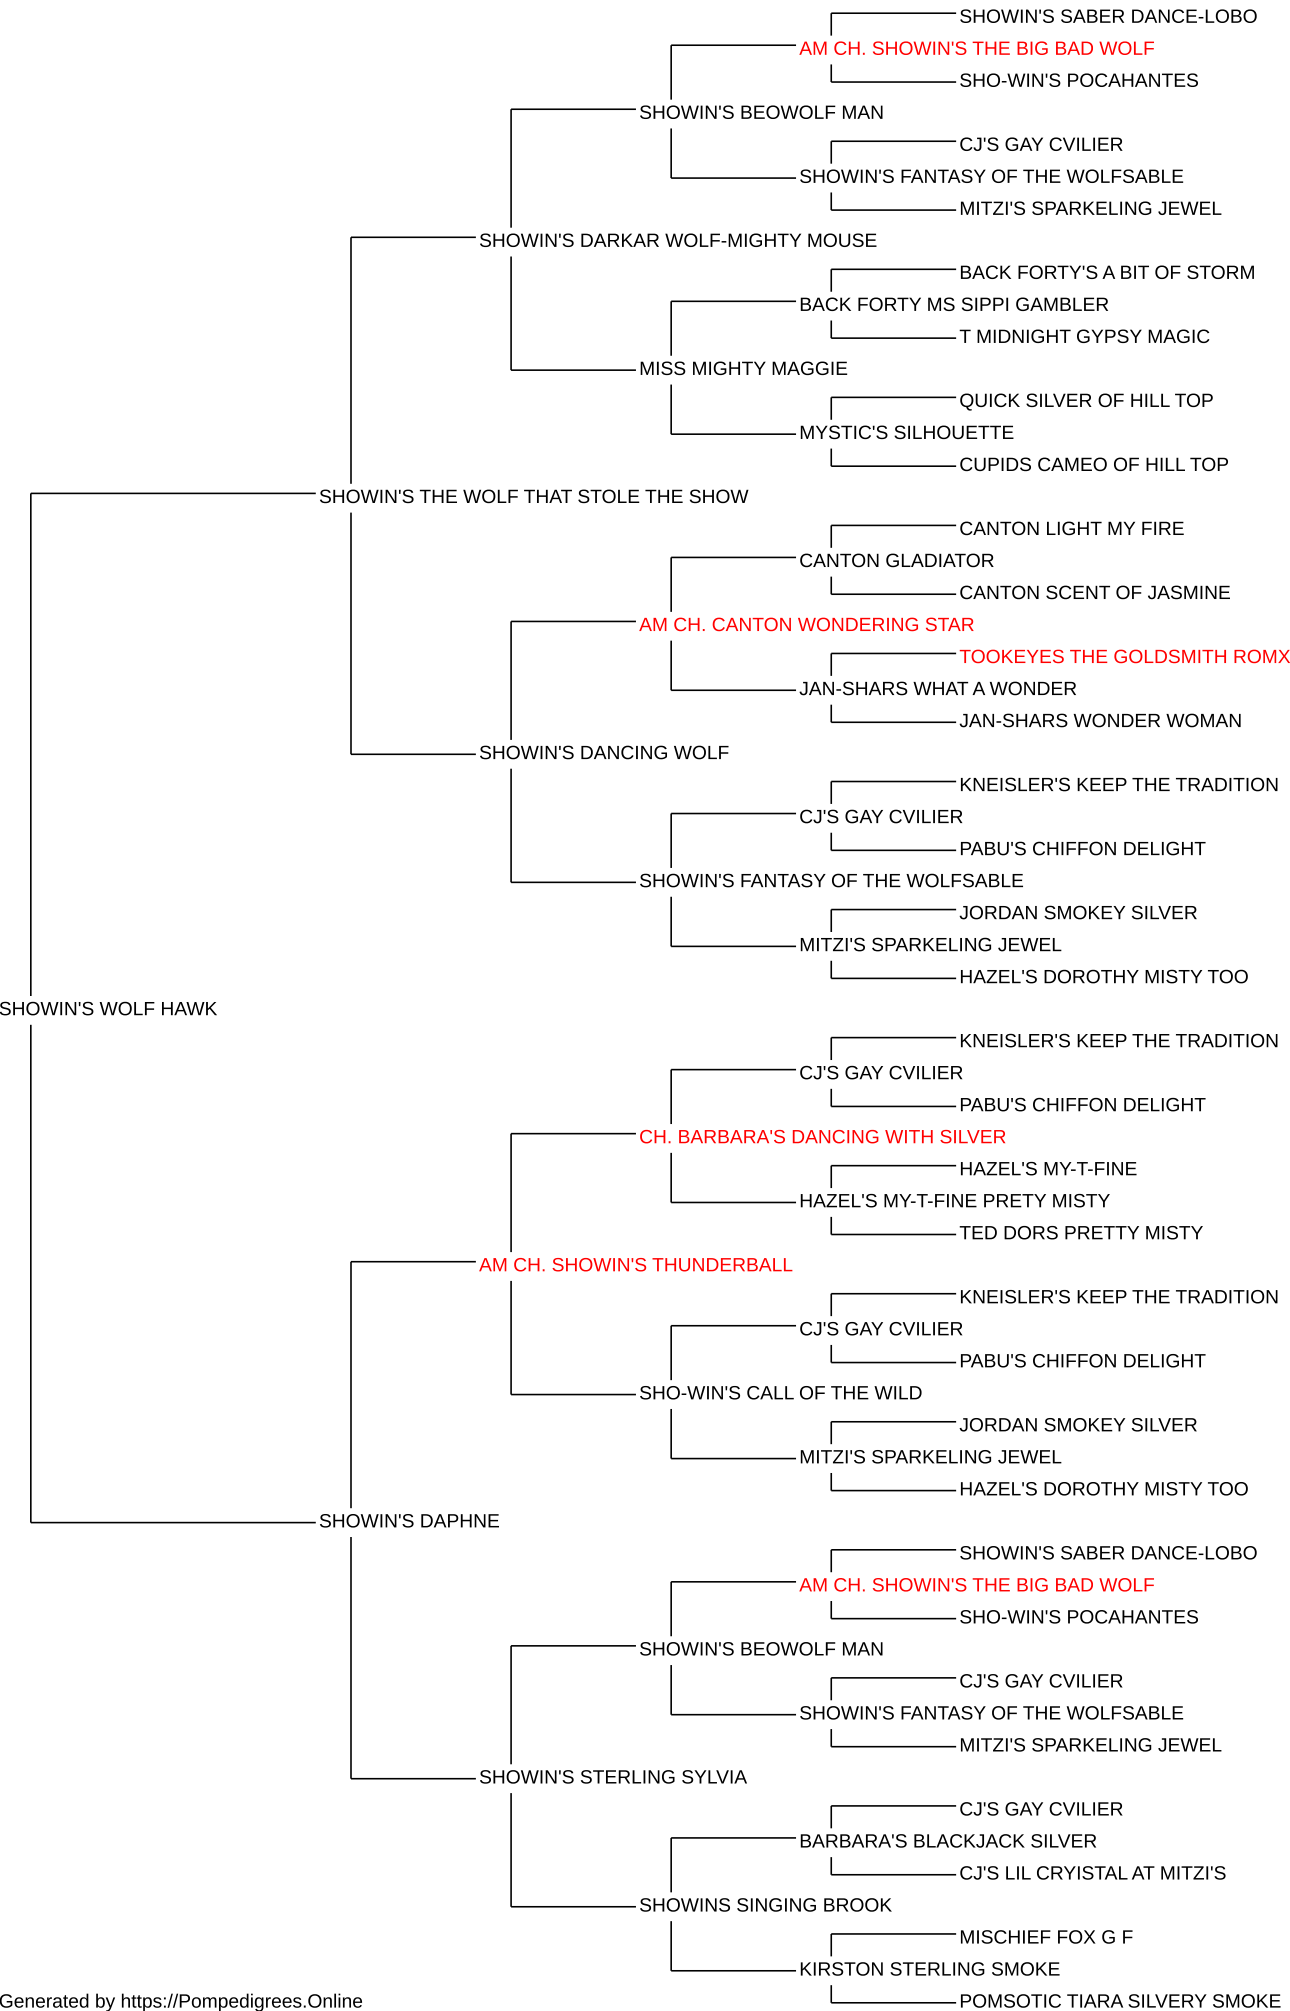 SHOWIN'S SABER DANCE-LOBO
AM CH. SHOWIN'S THE BIG BAD WOLF
SHO-WIN'S POCAHANTES
SHOWIN'S BEOWOLF MAN
CJ'S GAY CVILIER
SHOWIN'S FANTASY OF THE WOLFSABLE
MITZI'S SPARKELING JEWEL
SHOWIN'S DARKAR WOLF-MIGHTY MOUSE
BACK FORTY'S A BIT OF STORM
BACK FORTY MS SIPPI GAMBLER
T MIDNIGHT GYPSY MAGIC
MISS MIGHTY MAGGIE
QUICK SILVER OF HILL TOP
MYSTIC'S SILHOUETTE
CUPIDS CAMEO OF HILL TOP
SHOWIN'S THE WOLF THAT STOLE THE SHOW
CANTON LIGHT MY FIRE
CANTON GLADIATOR
CANTON SCENT OF JASMINE
AM CH. CANTON WONDERING STAR
TOOKEYES THE GOLDSMITH ROMX
JAN-SHARS WHAT A WONDER
JAN-SHARS WONDER WOMAN
SHOWIN'S DANCING WOLF
KNEISLER'S KEEP THE TRADITION
CJ'S GAY CVILIER
PABU'S CHIFFON DELIGHT
SHOWIN'S FANTASY OF THE WOLFSABLE
JORDAN SMOKEY SILVER
MITZI'S SPARKELING JEWEL
HAZEL'S DOROTHY MISTY TOO
SHOWIN'S WOLF HAWK
KNEISLER'S KEEP THE TRADITION
CJ'S GAY CVILIER
PABU'S CHIFFON DELIGHT
CH. BARBARA'S DANCING WITH SILVER
HAZEL'S MY-T-FINE
HAZEL'S MY-T-FINE PRETY MISTY
TED DORS PRETTY MISTY
AM CH. SHOWIN'S THUNDERBALL
KNEISLER'S KEEP THE TRADITION
CJ'S GAY CVILIER
PABU'S CHIFFON DELIGHT
SHO-WIN'S CALL OF THE WILD
JORDAN SMOKEY SILVER
MITZI'S SPARKELING JEWEL
HAZEL'S DOROTHY MISTY TOO
SHOWIN'S DAPHNE
SHOWIN'S SABER DANCE-LOBO
AM CH. SHOWIN'S THE BIG BAD WOLF
SHO-WIN'S POCAHANTES
SHOWIN'S BEOWOLF MAN
CJ'S GAY CVILIER
SHOWIN'S FANTASY OF THE WOLFSABLE
MITZI'S SPARKELING JEWEL
SHOWIN'S STERLING SYLVIA
CJ'S GAY CVILIER
BARBARA'S BLACKJACK SILVER
CJ'S LIL CRYISTAL AT MITZI'S
SHOWINS SINGING BROOK
MISCHIEF FOX G F
KIRSTON STERLING SMOKE
POMSOTIC TIARA SILVERY SMOKE
Generated by https://Pompedigrees.Online